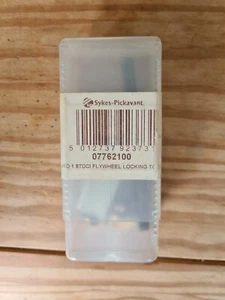 Sykes-Pickavant.
5 012737 923731
07762100
FLYWHEEL LOCKING